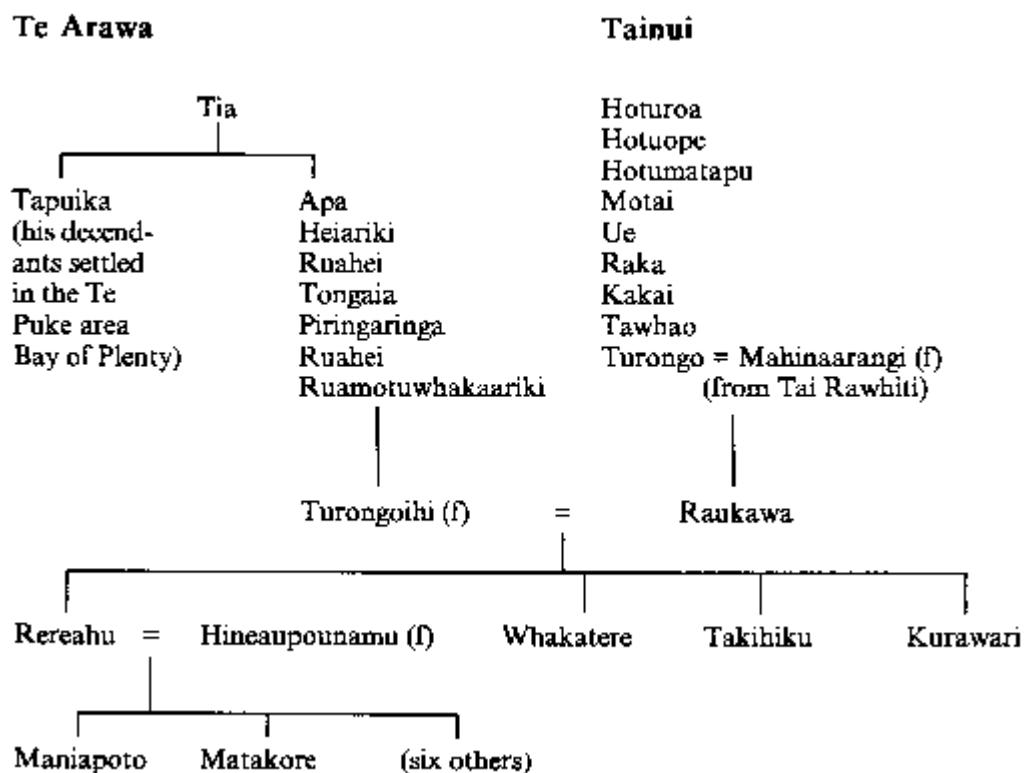 Te Arawa
Tainui
Tia
Tapuika
(his decend-
ants settled
in the Te
Puke area
Bay of Plenty)
Apa
Heiariki
Ruahei
Tongaia
Piringaringa
Ruahei
Ruamotuwhakaariki
Hoturoa
Hotuope
Hotumatapu
Motai
Ue
Raka
Kakai
Tawhao
Turongo = Mahinaarangi (f)
(from Tai Rawhiti)
Turongoihi (f) = Raukawa
Rereahu = Hineaupounamu (f) Whakatere Takihiku Kurawari
Maniapoto Matakore (six others)